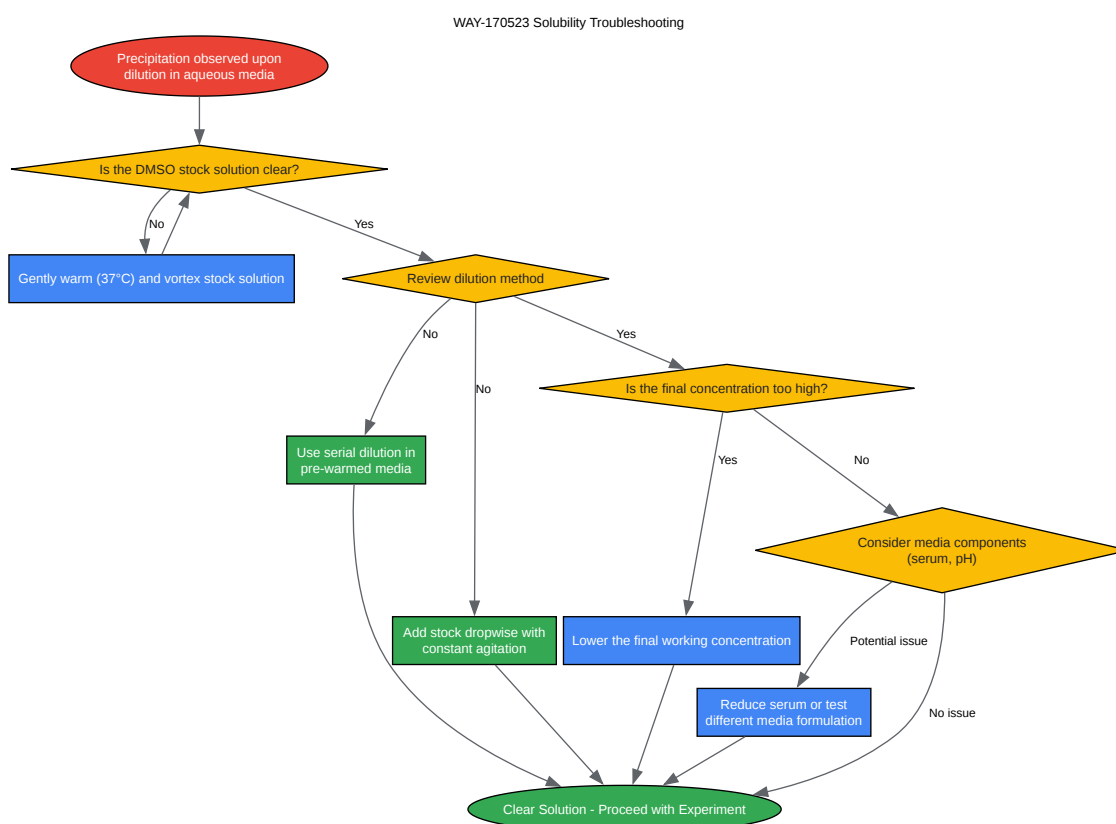 WAY-170523 Solubility Troubleshooting
Precipitation observed upon
dilution in aqueous media
Is the DMSO stock solution clear?
No
Yes
Gently warm (37°C) and vortex stock solution
Review dilution method
No
No
Yes
Is the final concentration too high?
Use serial dilution in
pre-warmed media
Yes
No
Consider media components
(serum, pH)
Add stock dropwise with
constant agitation
Lower the final working concentration
Potential issue
Reduce serum or test
different media formulation
No issue
Clear Solution - Proceed with Experiment